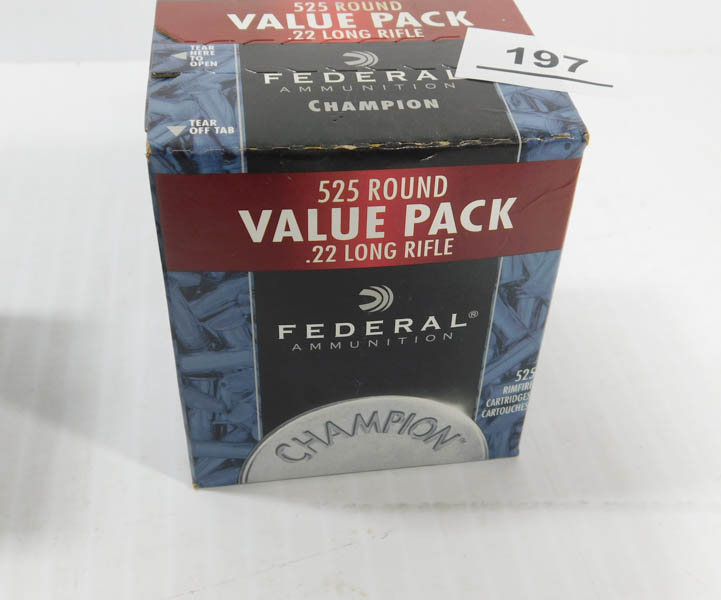 525 ROUND
VALUE PACK
.22 LONG RIFLE
TEAR
HERE
TO
OPEN
197
FEDERAL
AMMUNITION
CHAMPION
TEAR
OFF TAB
525 ROUND
VALUE PACK
.22 LONG RIFLE
FEDERAL®
AMMUNITION
525
RIMFIRE
CARTRIDGES
CARTOUCHES
CHAMPION™